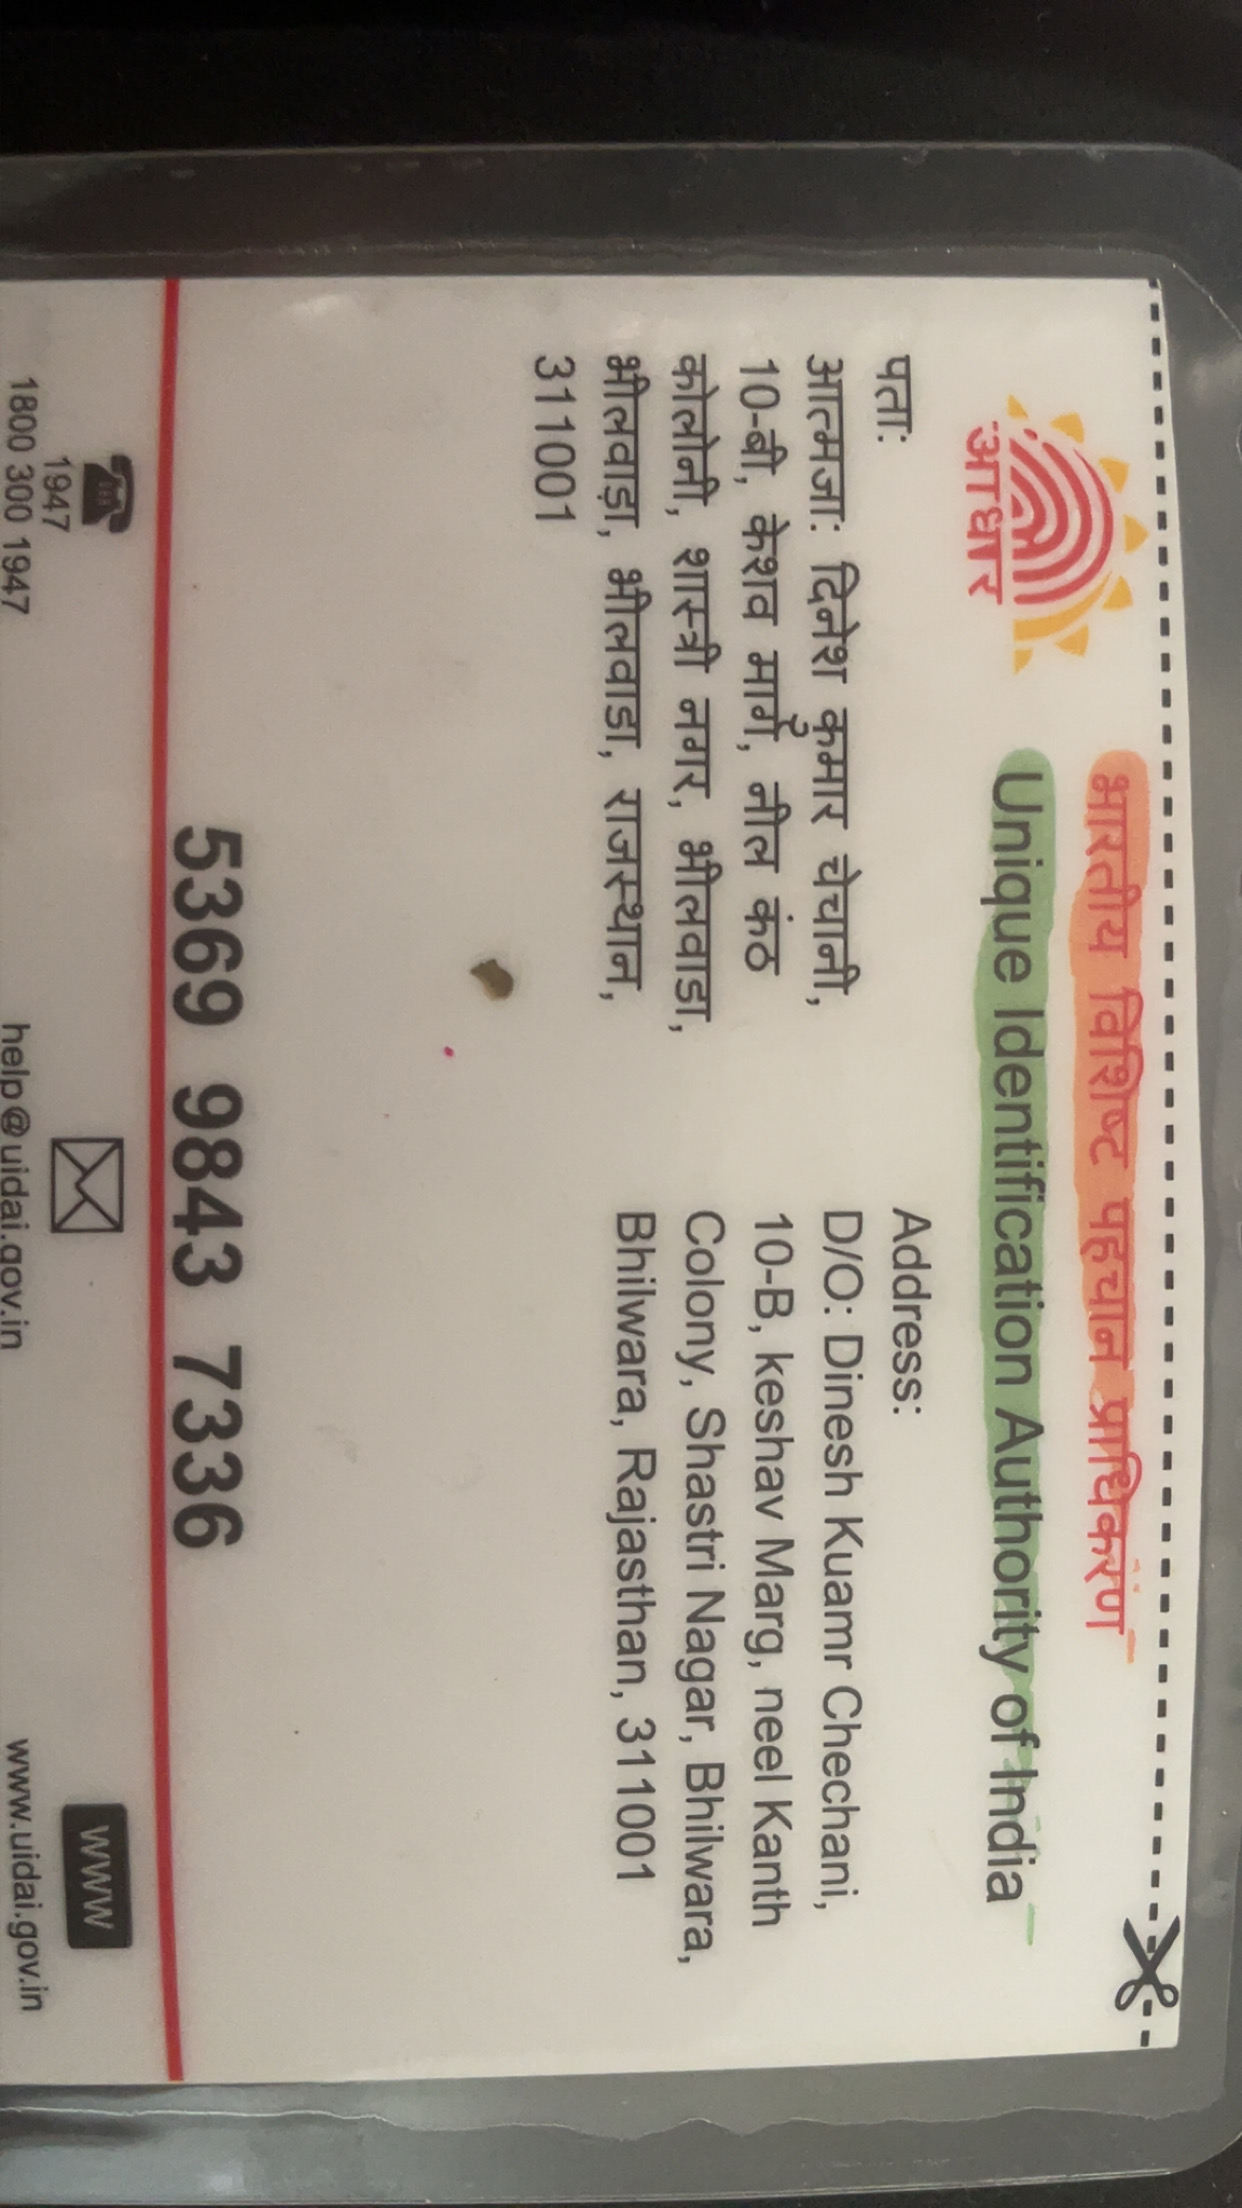 भारतीय विशिष्ट पहचान प्राधिकरण
Unique Identification Authority of India
आधार
पता:
आत्मजा: दिनेश कुमार चेचानी,
10-बी, केशव मार्ग, नील कंठ
कोलोनी, शास्त्री नगर, भीलवाडा,
भीलवाड़ा, भीलवाडा, राजस्थान,
311001
Address:
D/O: Dinesh Kuamr Chechani,
10-B, keshav Marg, neel Kanth
Colony, Shastri Nagar, Bhilwara,
Bhilwara, Rajasthan, 311001
5369 9843 7336
1947
1800 300 1947
help@uidai.gov.in
www
www.uidai.gov.in